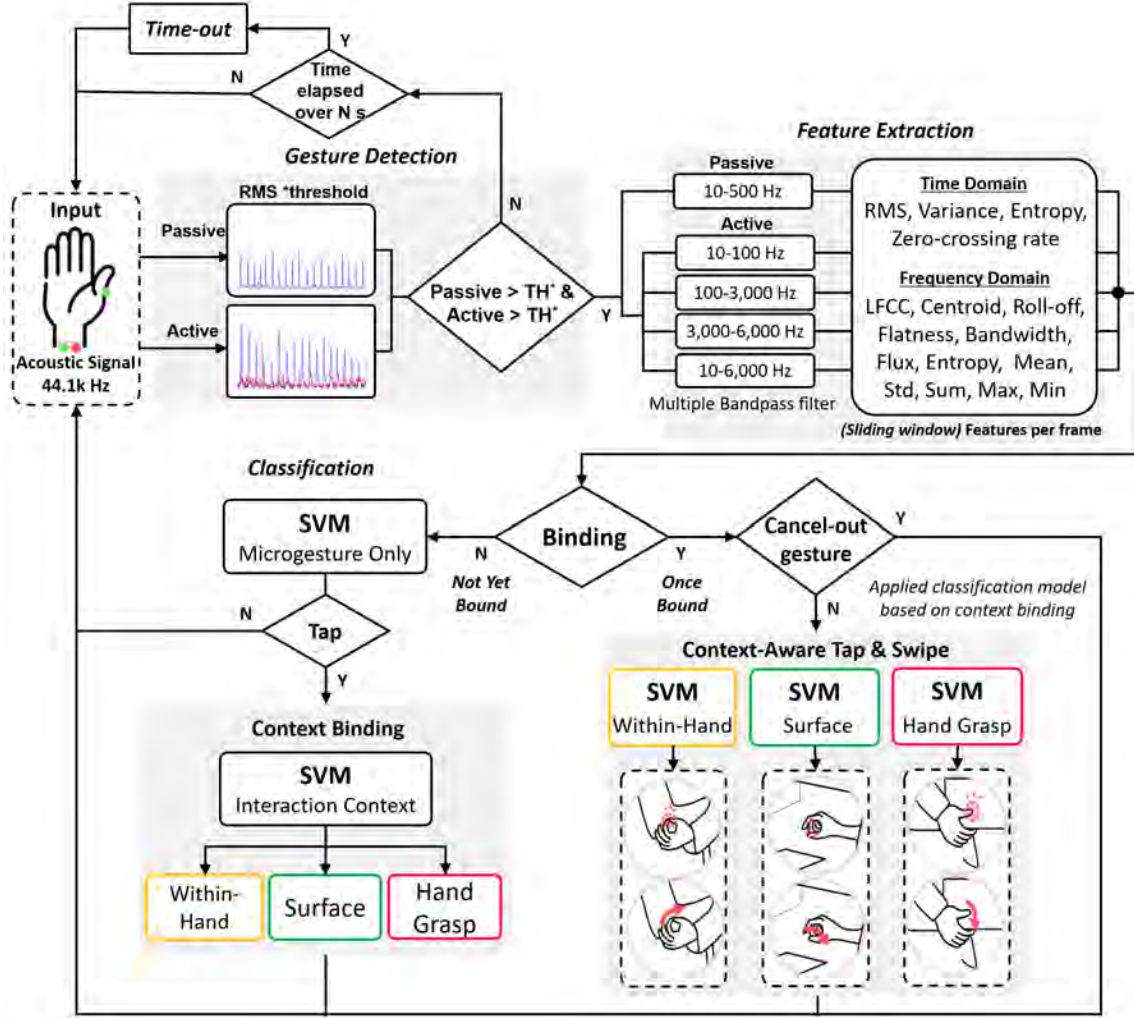 Time-out
Y
N
Time
elapsed
over N s
Gesture Detection
Feature Extraction
Input
Acoustic Signal
44.1k Hz
Passive
Active
RMS *threshold
N
Passive > TH* &
Active > TH*
Y
Passive
10-500 Hz
Active
10-100 Hz
100-3,000 Hz
3,000-6,000 Hz
10-6,000 Hz
Multiple Bandpass filter
Time Domain
RMS, Variance, Entropy,
Zero-crossing rate
Frequency Domain
LFCC, Centroid, Roll-off,
Flatness, Bandwidth,
Flux, Entropy, Mean,
Std, Sum, Max, Min
(Sliding window) Features per frame
Classification
SVM
Microgesture Only
N
Not Yet
Bound
Binding
Y
Once
Bound
Cancel-out
gesture
Y
N
Applied classification model
based on context binding
N
Tap
Y
Context Binding
SVM
Interaction Context
Within-
Hand
Surface
Hand
Grasp
Context-Aware Tap & Swipe
SVM
Within-Hand
SVM
Surface
SVM
Hand Grasp